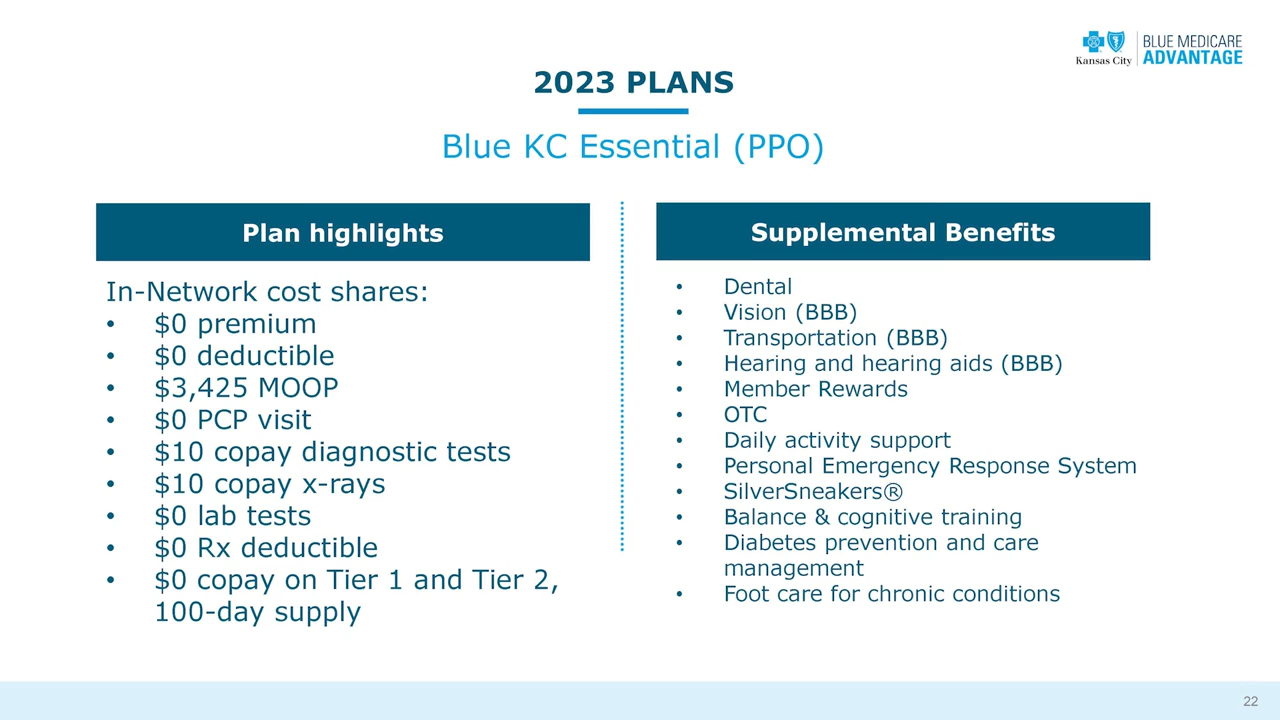 Kansas City
BLUE MEDICARE
ADVANTAGE
2023 PLANS
Blue KC Essential (PPO)
Plan highlights
In-Network cost shares:
• $0 premium
• $0 deductible
• $3,425 MOOP
• $0 PCP visit
• $10 copay diagnostic tests
• $10 copay x-rays
• $0 lab tests
• $0 Rx deductible
• $0 copay on Tier 1 and Tier 2,
100-day supply
Supplemental Benefits
• Dental
• Vision (BBB)
• Transportation (BBB)
• Hearing and hearing aids (BBB)
• Member Rewards
• OTC
• Daily activity support
• Personal Emergency Response System
• SilverSneakers®
• Balance & cognitive training
• Diabetes prevention and care
management
• Foot care for chronic conditions
22